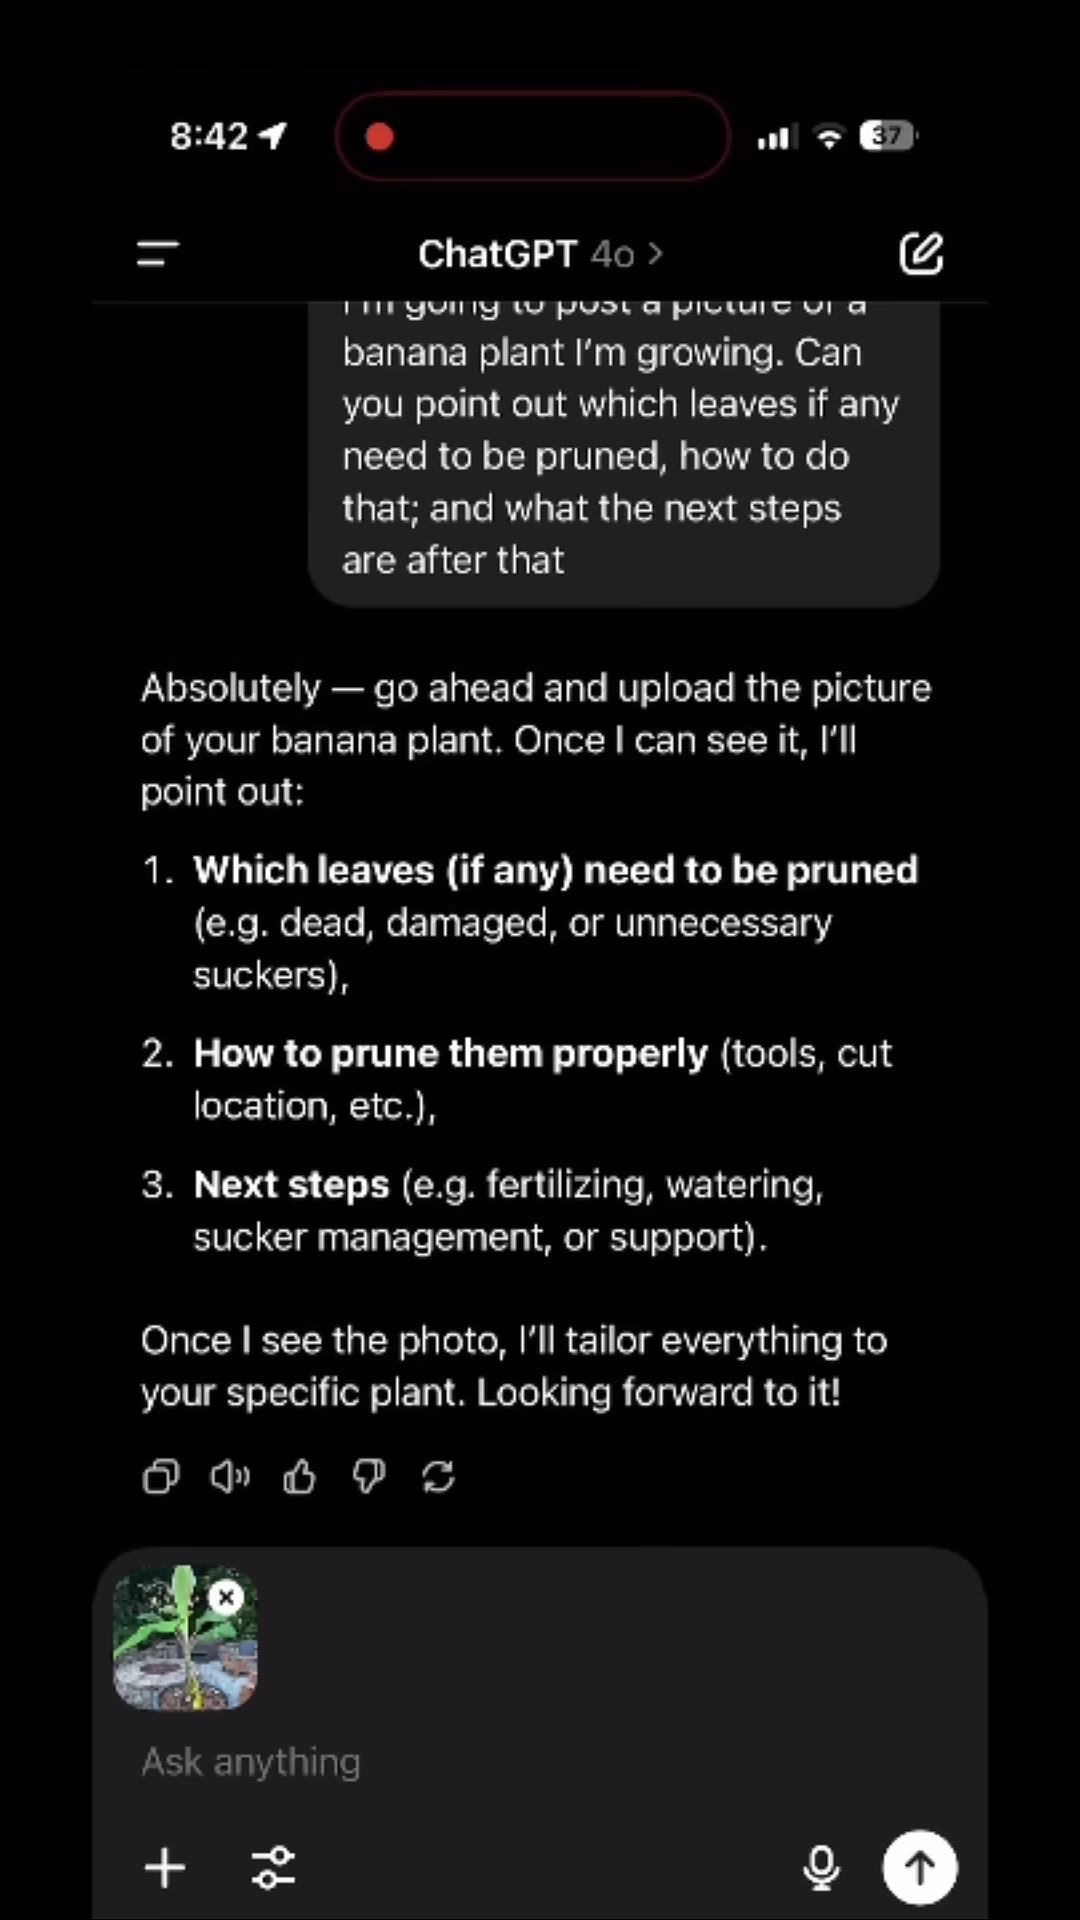 8:42
37
ChatGPT 4o >
I'm going to post a picture of a
banana plant I'm growing. Can
you point out which leaves if any
need to be pruned, how to do
that; and what the next steps
are after that
Absolutely — go ahead and upload the picture
of your banana plant. Once I can see it, I'll
point out:
1. Which leaves (if any) need to be pruned
(e.g. dead, damaged, or unnecessary
suckers),
2. How to prune them properly (tools, cut
location, etc.),
3. Next steps (e.g. fertilizing, watering,
sucker management, or support).
Once I see the photo, I'll tailor everything to
your specific plant. Looking forward to it!
Ask anything